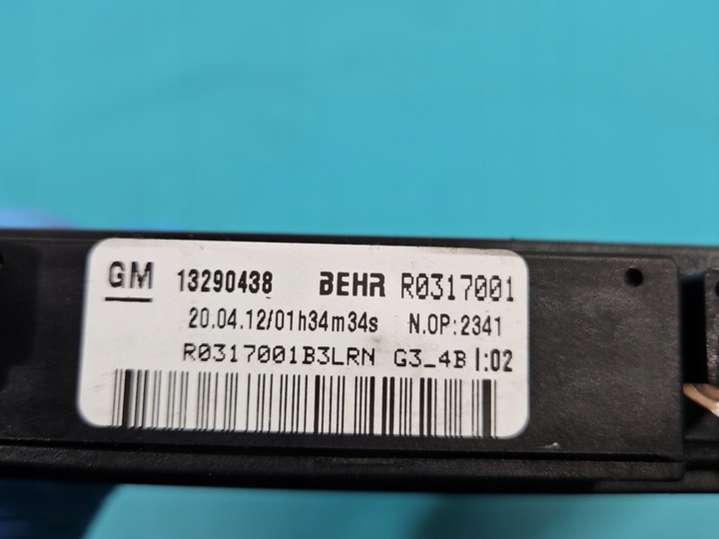 GM 13290438 BEHR R0317001
20.04.12/01h34m34s N.OP:2341
R0317001B3LRN G3_4B I:02